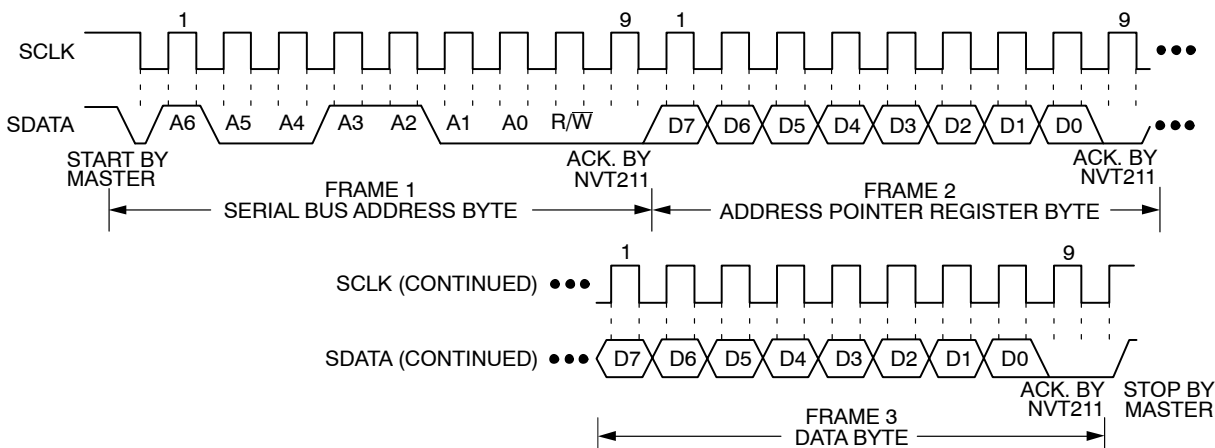 1 9 1 9
SCLK
SDATA A6 A5 A4 A3 A2 A1 A0 R/W̅ D7 D6 D5 D4 D3 D2 D1 D0
START BY
MASTER
ACK. BY
NVT211
ACK. BY
NVT211
FRAME 1
SERIAL BUS ADDRESS BYTE
FRAME 2
ADDRESS POINTER REGISTER BYTE
1 9
SCLK (CONTINUED)
SDATA (CONTINUED) D7 D6 D5 D4 D3 D2 D1 D0
ACK. BY
NVT211
STOP BY
MASTER
FRAME 3
DATA BYTE